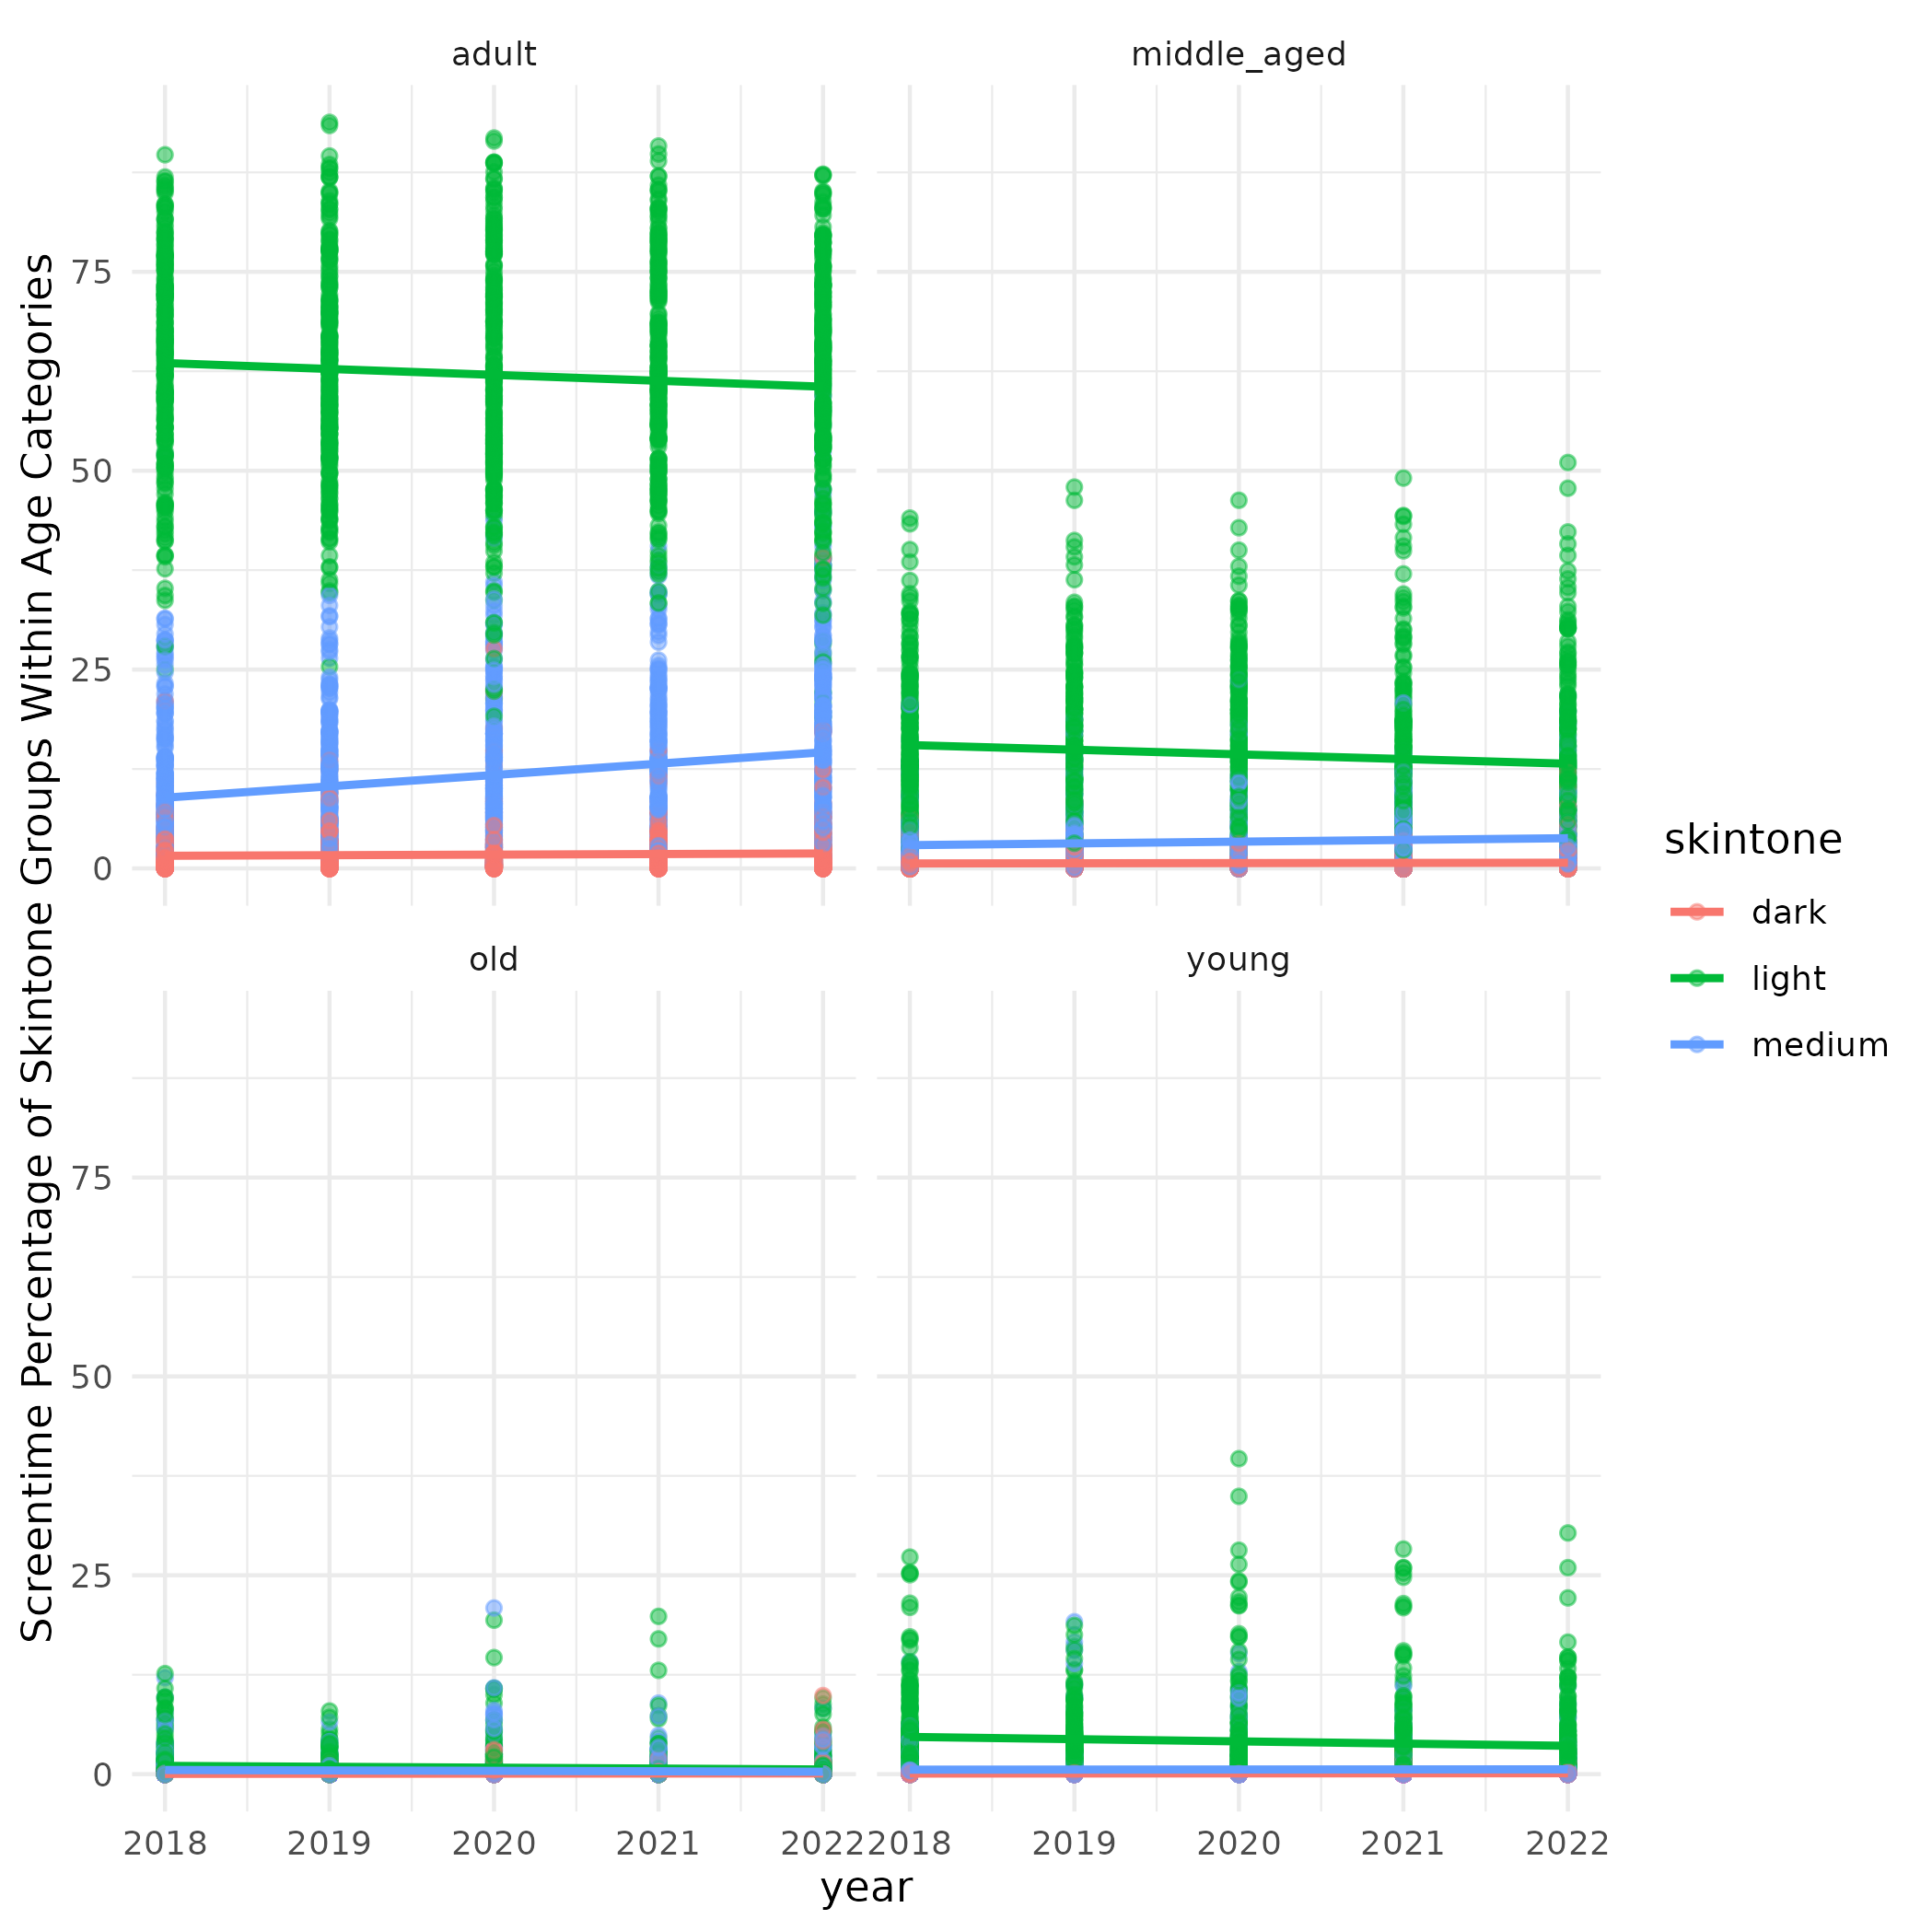 adult
middle_aged
75
50
25
0
old
young
75
50
25
0
2018
2019
2020
2021
2022
2018
2019
2020
2021
2022
year
Screentime Percentage of Skintone Groups Within Age Categories
skintone
dark
light
medium